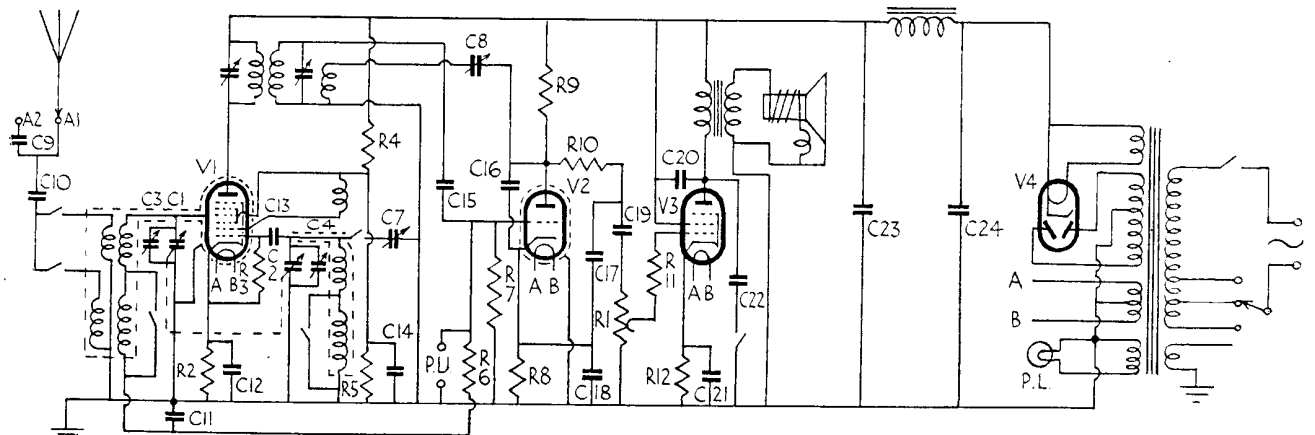 C8
A2
A1
C9
C10
V1
C3 C1
C13
C2
C4
C7
R4
R3
A B
R2
C12
C11
R5
C14
C15
P.U.
R6
R7
C16
R9
R10
V2
A B
R8
C17
C18
C19
R1
C20
V3
R11
A B
R12
C21
C22
C23
C24
V4
A
B
P.L.